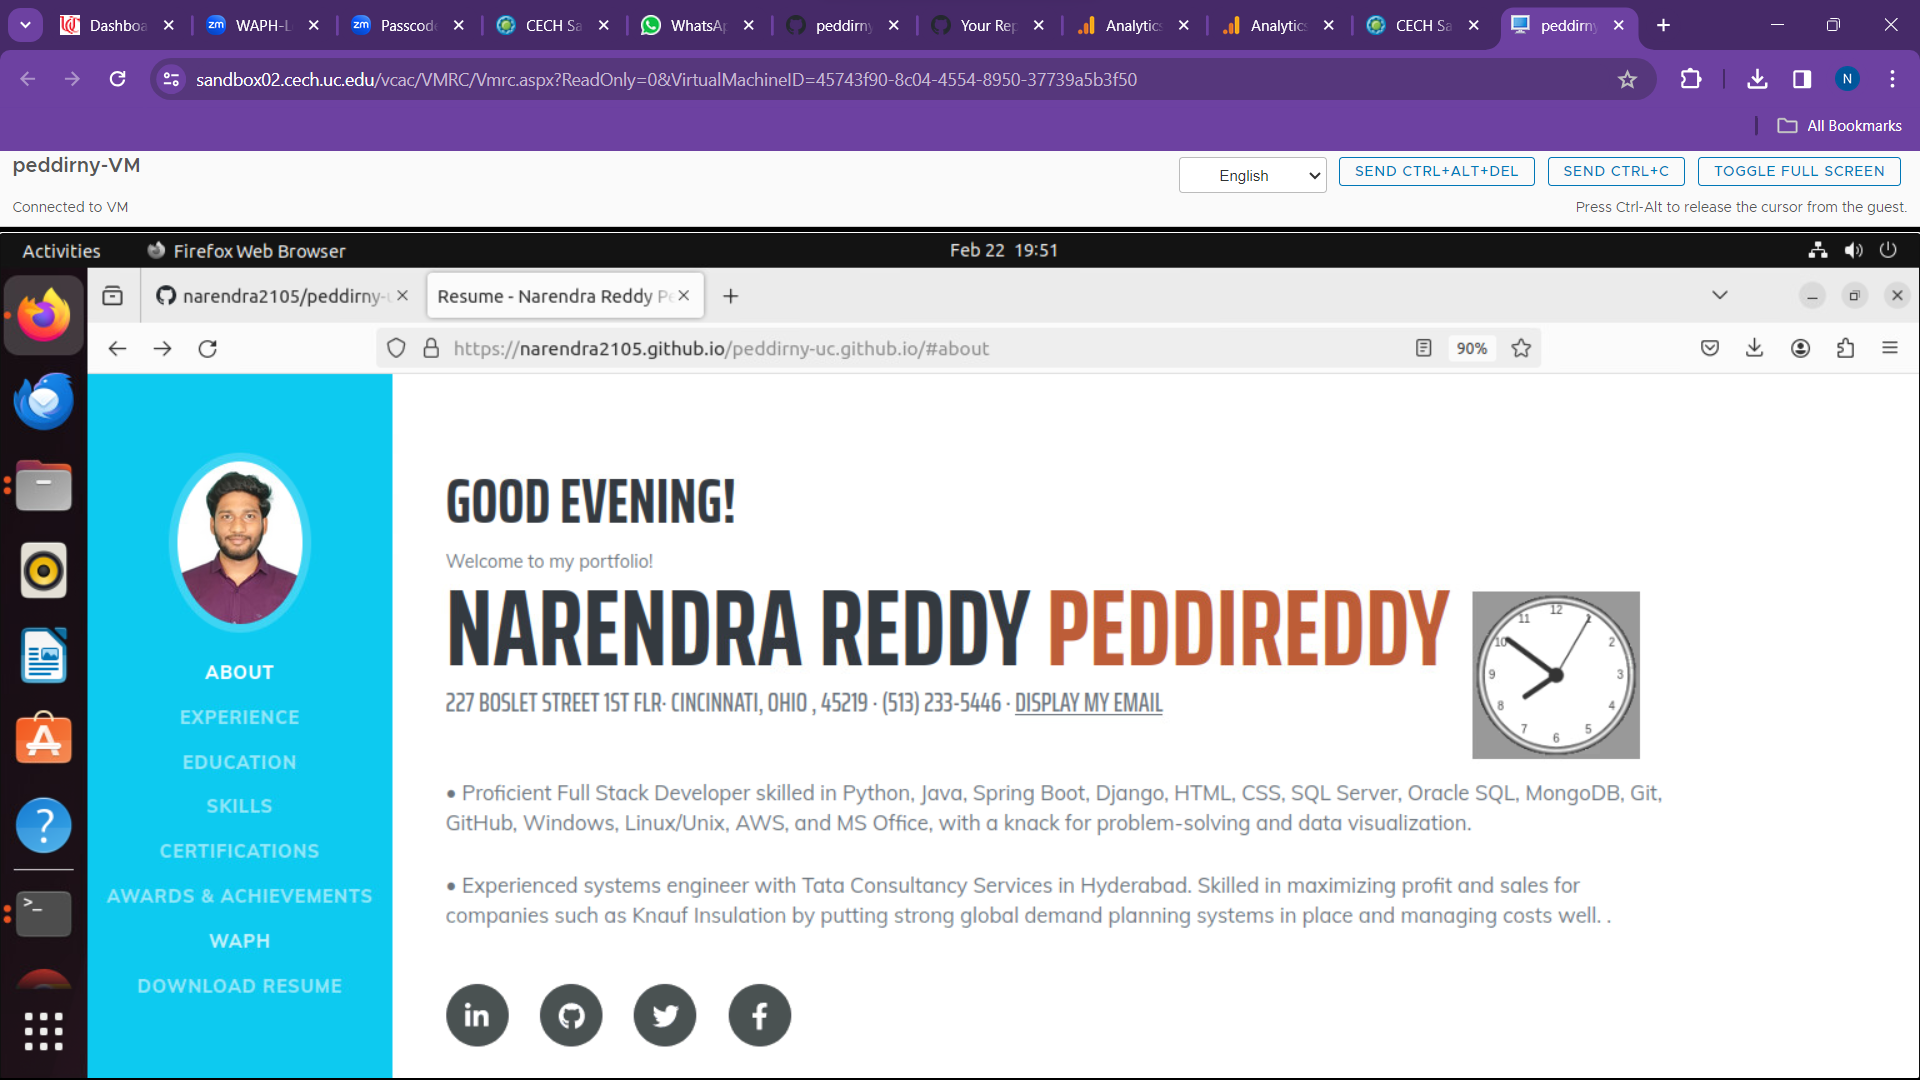 Dashboa
WAPH-L
Passcode
CECH Sa
WhatsAp
peddirny
Your Rep
Analytics
Analytics
CECH Sa
peddirny
sandbox02.cech.uc.edu/vcac/VMRC/Vmrc.aspx?ReadOnly=0&VirtualMachineID=45743f90-8c04-4554-8950-37739a5b3f50
N
All Bookmarks
peddirny-VM
English
SEND CTRL+ALT+DEL
SEND CTRL+C
TOGGLE FULL SCREEN
Connected to VM
Press Ctrl-Alt to release the cursor from the guest.
Activities
Firefox Web Browser
Feb 22 19:51
narendra2105/peddirny-u
Resume - Narendra Reddy Pe
https://narendra2105.github.io/peddirny-uc.github.io/#about
90%
GOOD EVENING!
Welcome to my portfolio!
NARENDRA REDDY PEDDIREDDY
12
11
1
10
2
9
3
8
4
7
5
6
227 BOSLET STREET 1ST FLR· CINCINNATI, OHIO , 45219 · (513) 233-5446 · DISPLAY MY EMAIL
• Proficient Full Stack Developer skilled in Python, Java, Spring Boot, Django, HTML, CSS, SQL Server, Oracle SQL, MongoDB, Git,
GitHub, Windows, Linux/Unix, AWS, and MS Office, with a knack for problem-solving and data visualization.
• Experienced systems engineer with Tata Consultancy Services in Hyderabad. Skilled in maximizing profit and sales for
companies such as Knauf Insulation by putting strong global demand planning systems in place and managing costs well. .
ABOUT
EXPERIENCE
EDUCATION
SKILLS
CERTIFICATIONS
AWARDS & ACHIEVEMENTS
WAPH
DOWNLOAD RESUME